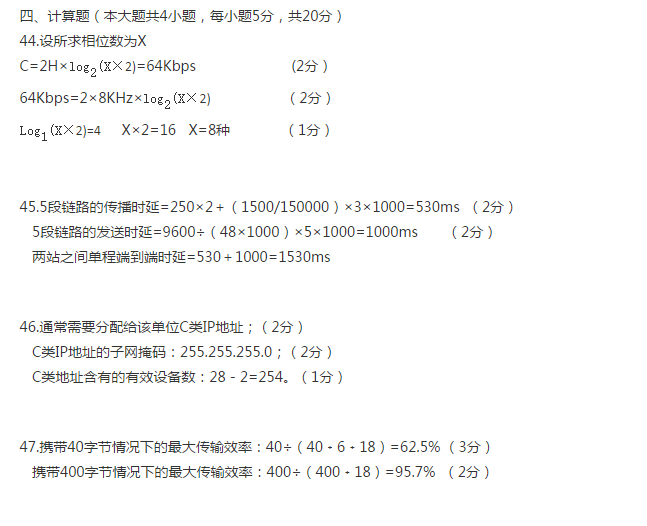 四、计算题（本大题共4小题，每小题5分，共20分）
44.设所求相位数为X
C=2H×log2(X×2)=64Kbps （2分）
64Kbps=2×8KHz×log2(X×2) （2分）
Log1(X×2)=4 X×2=16 X=8种 （1分）
45.5段链路的传播时延=250×2＋（1500/150000）×3×1000=530ms （2分）
5段链路的发送时延=9600÷（48×1000）×5×1000=1000ms （2分）
两站之间单程端到端时延=530＋1000=1530ms
46.通常需要分配给该单位C类IP地址；（2分）
C类IP地址的子网掩码：255.255.255.0；（2分）
C类地址含有的有效设备数：28－2=254。（1分）
47.携带40字节情况下的最大传输效率：40÷（40﹢6﹢18）=62.5% （3分）
携带400字节情况下的最大传输效率：400÷（400﹢18）=95.7% （2分）